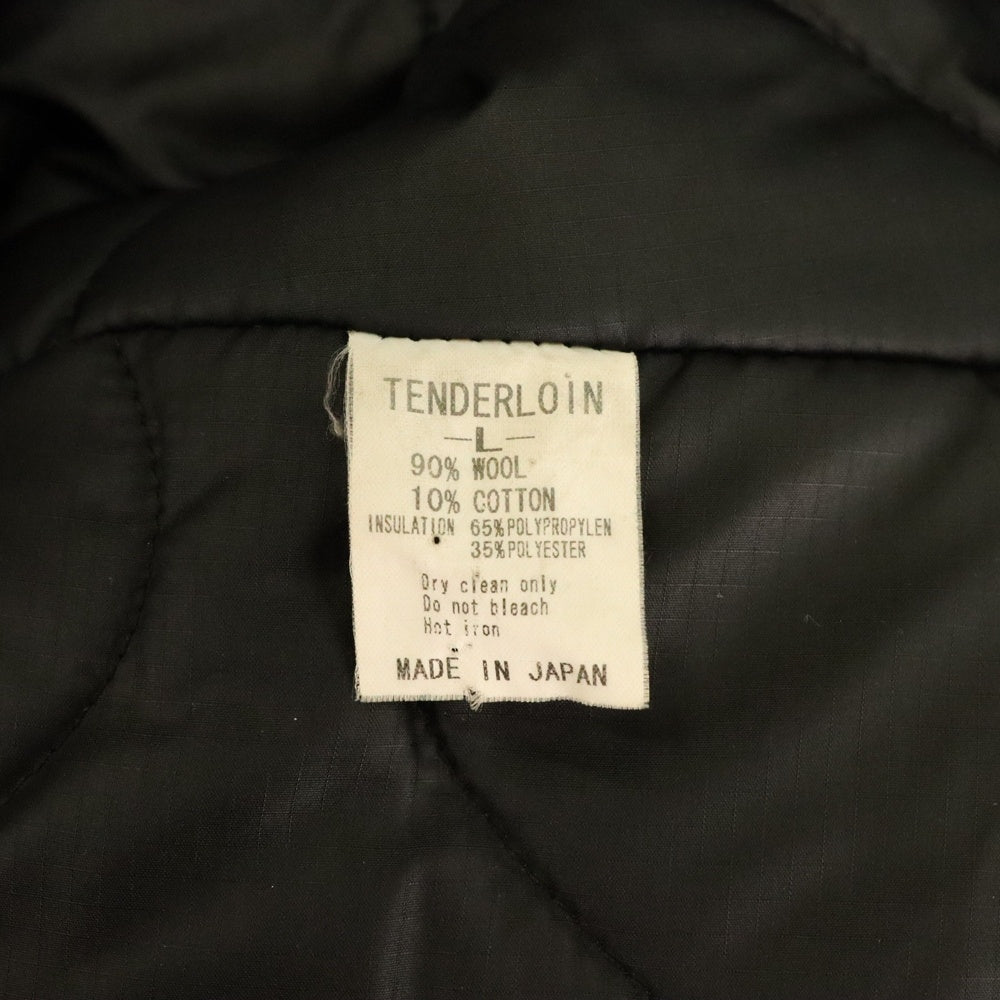 TENDERLOiN
—L—
90% WOOL
10% COTTON
INSULATION 65%POLYPROPYLEN
35%POLYESTER
Dry clean only
Do not bleach
Hot iron
MADE IN JAPAN